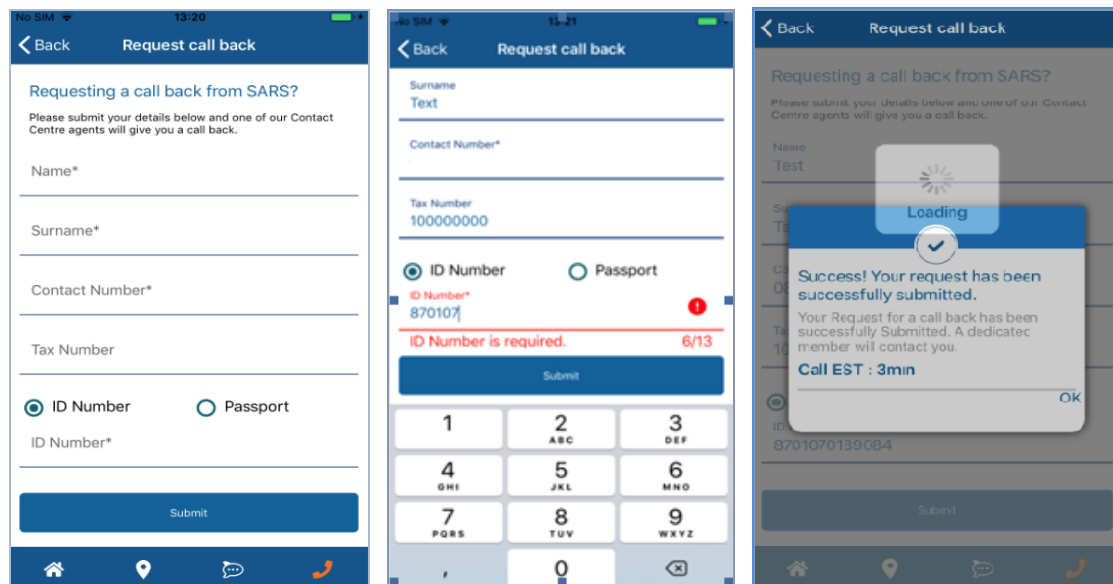 No SIM 13:20
Back Request call back
Requesting a call back from SARS?
Please submit your details below and one of our Contact
Centre agents will give you a call back.
Name*
Surname*
Contact Number*
Tax Number
ID Number Passport
ID Number*
Submit
No SIM 13:21
Back Request call back
Surname
Text
Contact Number*
Tax Number
100000000
ID Number Passport
ID Number*
870107
ID Number is required. 6/13
Submit
1 2 3
ABC DEF
4 5 6
GHI JKL MNO
7 8 9
PQRS TUV WXYZ
, 0
Back Request call back
Requesting a call back from SARS?
Please submit your details below and one of our Contact
Centre agents will give you a call back.
Name
Test
Loading
Success! Your request has been
successfully submitted.
Your Request for a call back has been
successfully Submitted. A dedicated
member will contact you.
Call EST : 3min
OK
8701070139084
Submit